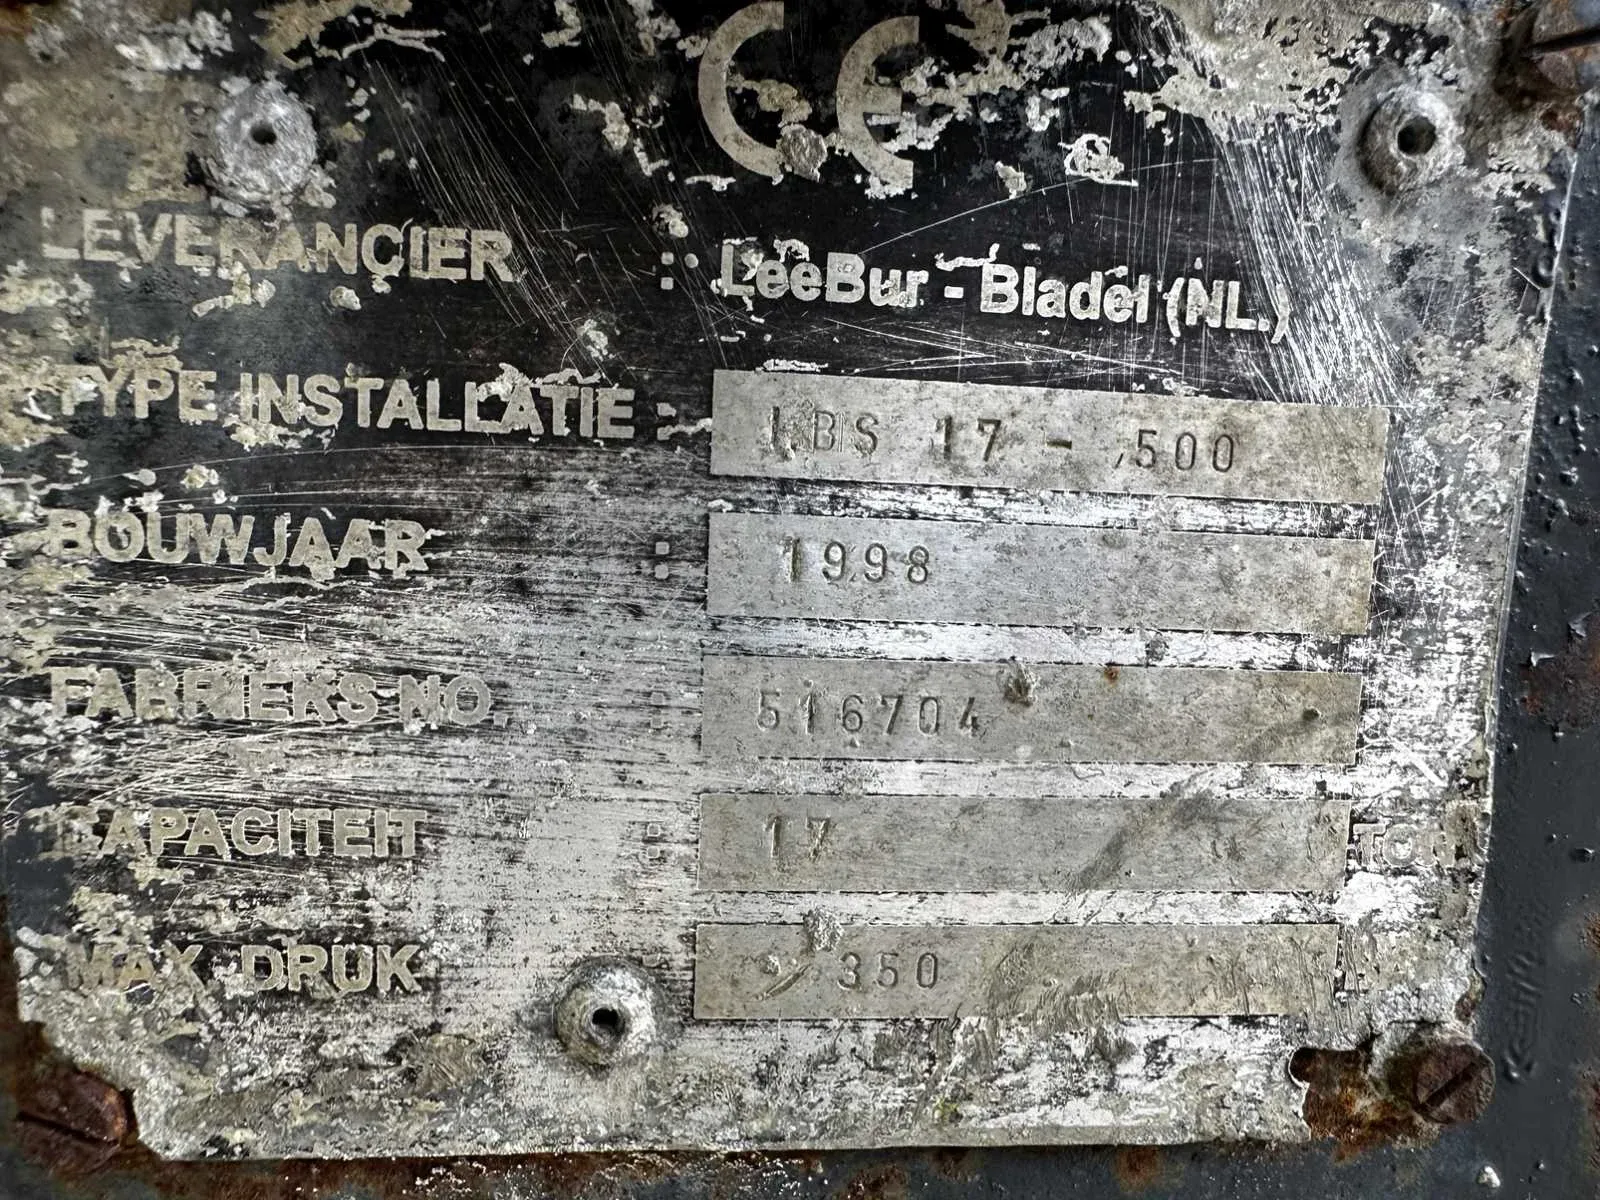 CE
LEVERANCIER : LeeBur - Bladel (NL.)
TYPE INSTALLATIE : LBIS 17 - 500
BOUWJAAR : 1998
FABRIEKS NO. : 516704
CAPACITEIT : 17 TON
MAX DRUK 350